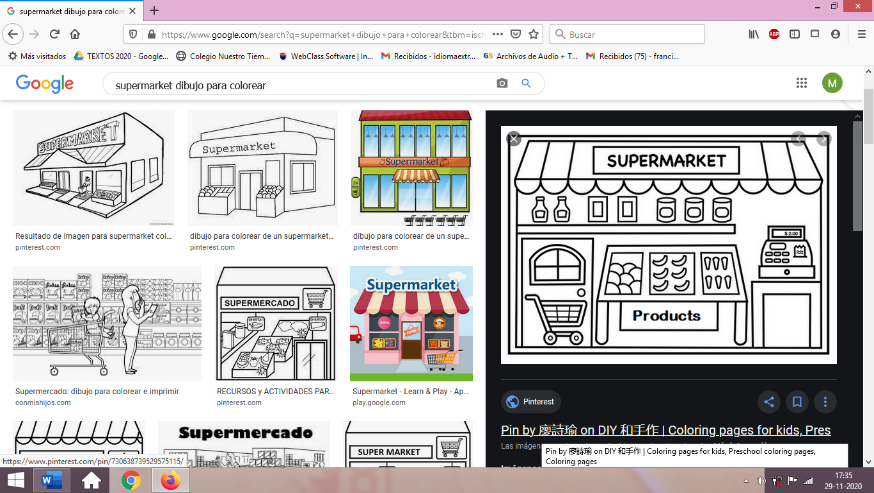 supermarket dibujo para colorear
https://www.google.com/search?q=supermarket+dibujo+para+colorear&tbm=isch
Buscar
Más visitados
TEXTOS 2020 - Google...
Colegio Nuestro Tiem...
WebClass Software | In...
Recibidos - idiomaextr...
Archivos de Audio + T...
Recibidos (75) - franci...
Google
supermarket dibujo para colorear
M
SUPERMARKET
Resultado de imagen para supermarket col...
pinterest.com
Supermarket
dibujo para colorear de un supermarket...
pinterest.com
Supermarket
dibujo para colorear de un supe...
pinterest.com
Supermercado: dibujo para colorear e imprimir
conmishijos.com
SUPERMERCADO
RECURSOS y ACTIVIDADES PAR...
pinterest.com
Supermarket
Supermarket - Learn & Play - Ap...
play.google.com
Supermercado
SUPER MARKET
SUPERMARKET
$ 2.00
Products
Pinterest
Pin by 廖詩瑜 on DIY 和手作 | Coloring pages for kids, Pres
Las imágenes
Pin by 廖詩瑜 on DIY 和手作 | Coloring pages for kids, Preschool coloring pages,
Coloring pages
https://www.pinterest.com/pin/730638739529575115/
17:35
29-11-2020